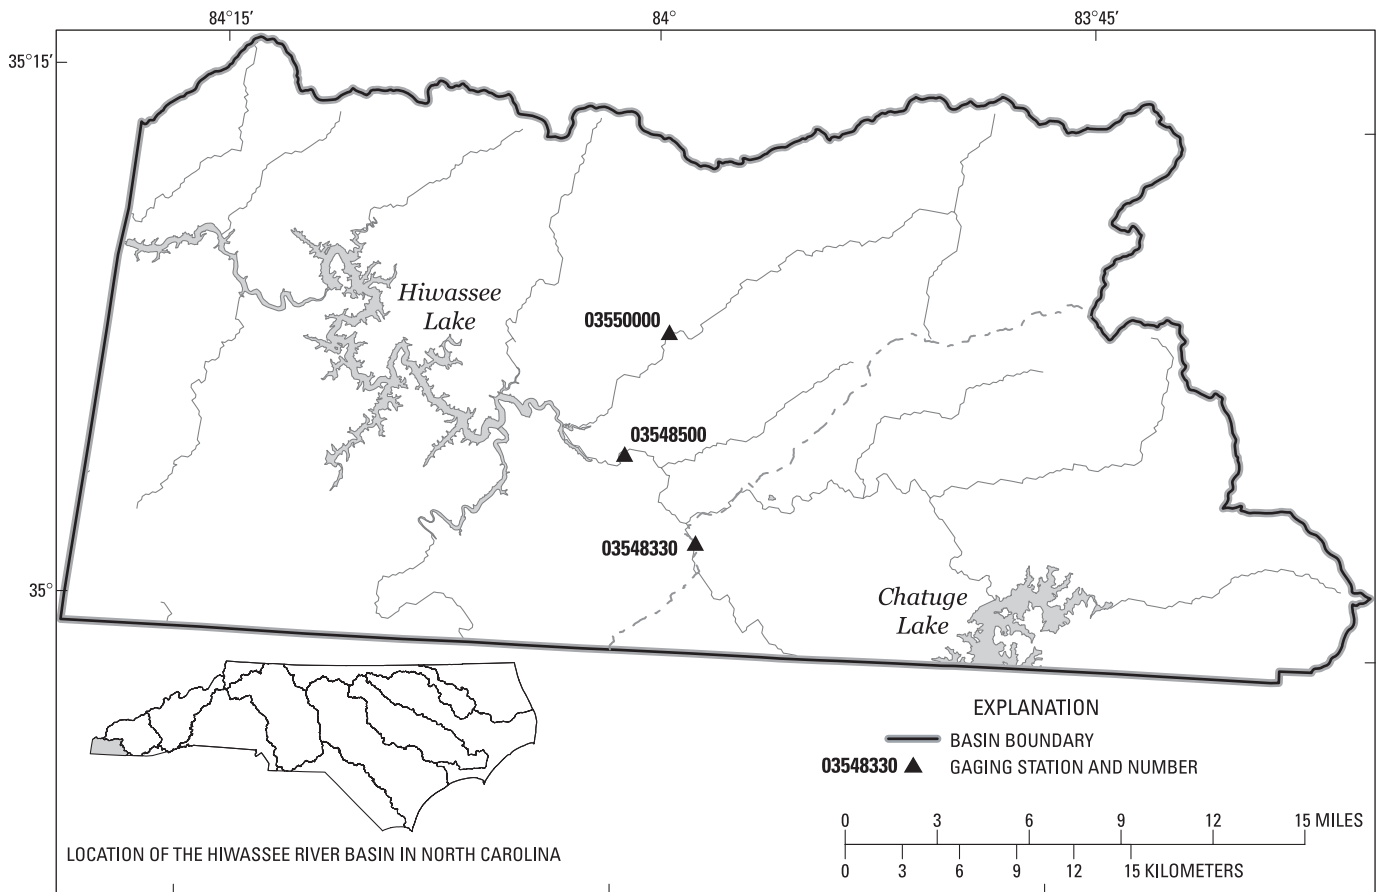 84°15′
84°
83°45′
35°15′
Hiwassee
Lake
03550000
03548500
03548330
35°
Chatuge
Lake
EXPLANATION
BASIN BOUNDARY
03548330
GAGING STATION AND NUMBER
0 3 6 9 12 15 MILES
0 3 6 9 12 15 KILOMETERS
LOCATION OF THE HIWASSEE RIVER BASIN IN NORTH CAROLINA